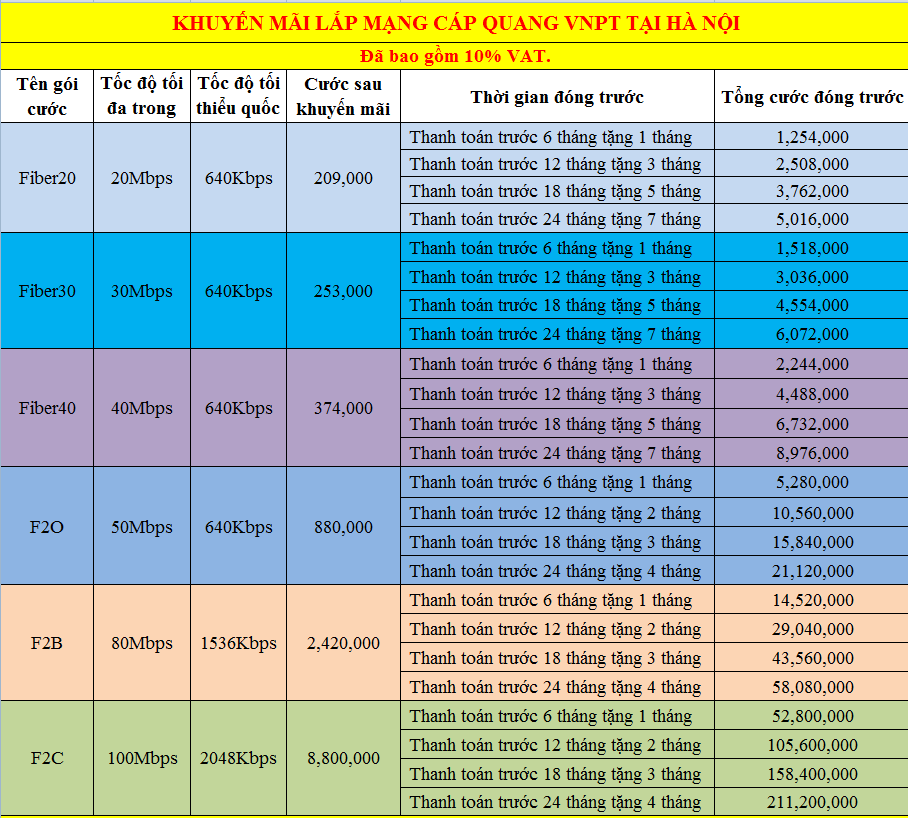 KHUYẾN MÃI LẮP MẠNG CÁP QUANG VNPT TẠI HÀ NỘI
Đã bao gồm 10% VAT.
Tên gói cước Tốc độ tối đa trong Tốc độ tối thiểu quốc Cước sau khuyến mãi Thời gian đóng trước Tổng cước đóng trước
Fiber20 20Mbps 640Kbps 209,000
Thanh toán trước 6 tháng tặng 1 tháng 1,254,000
Thanh toán trước 12 tháng tặng 3 tháng 2,508,000
Thanh toán trước 18 tháng tặng 5 tháng 3,762,000
Thanh toán trước 24 tháng tặng 7 tháng 5,016,000
Fiber30 30Mbps 640Kbps 253,000
Thanh toán trước 6 tháng tặng 1 tháng 1,518,000
Thanh toán trước 12 tháng tặng 3 tháng 3,036,000
Thanh toán trước 18 tháng tặng 5 tháng 4,554,000
Thanh toán trước 24 tháng tặng 7 tháng 6,072,000
Fiber40 40Mbps 640Kbps 374,000
Thanh toán trước 6 tháng tặng 1 tháng 2,244,000
Thanh toán trước 12 tháng tặng 3 tháng 4,488,000
Thanh toán trước 18 tháng tặng 5 tháng 6,732,000
Thanh toán trước 24 tháng tặng 7 tháng 8,976,000
F2O 50Mbps 640Kbps 880,000
Thanh toán trước 6 tháng tặng 1 tháng 5,280,000
Thanh toán trước 12 tháng tặng 2 tháng 10,560,000
Thanh toán trước 18 tháng tặng 3 tháng 15,840,000
Thanh toán trước 24 tháng tặng 4 tháng 21,120,000
F2B 80Mbps 1536Kbps 2,420,000
Thanh toán trước 6 tháng tặng 1 tháng 14,520,000
Thanh toán trước 12 tháng tặng 2 tháng 29,040,000
Thanh toán trước 18 tháng tặng 3 tháng 43,560,000
Thanh toán trước 24 tháng tặng 4 tháng 58,080,000
F2C 100Mbps 2048Kbps 8,800,000
Thanh toán trước 6 tháng tặng 1 tháng 52,800,000
Thanh toán trước 12 tháng tặng 2 tháng 105,600,000
Thanh toán trước 18 tháng tặng 3 tháng 158,400,000
Thanh toán trước 24 tháng tặng 4 tháng 211,200,000